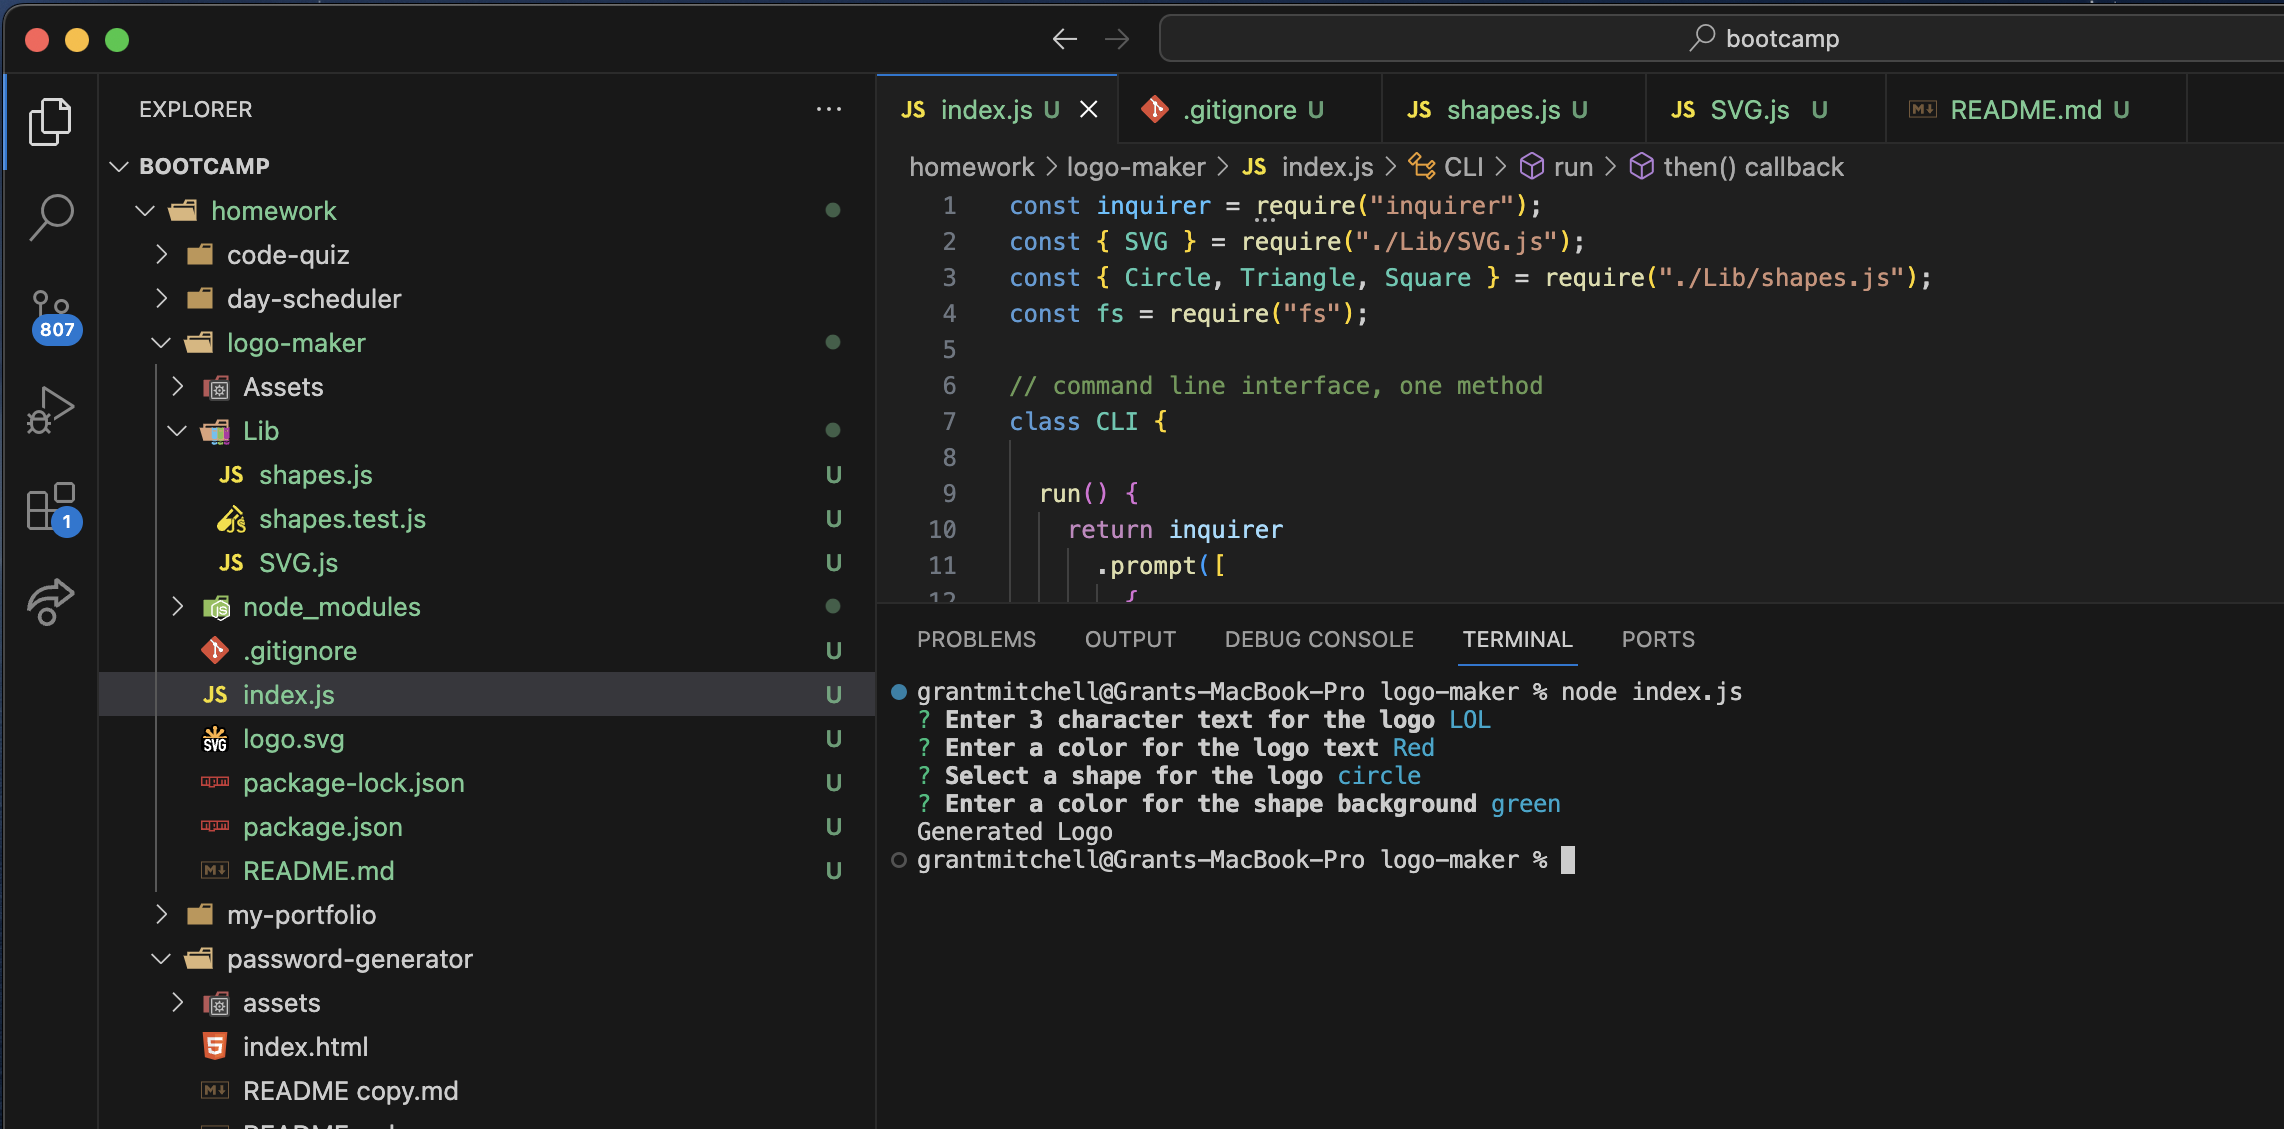 bootcamp
EXPLORER
BOOTCAMP
homework
code-quiz
day-scheduler
807
logo-maker
Assets
Lib
JS shapes.js U
shapes.test.js U
1
JS SVG.js U
node_modules
.gitignore U
JS index.js U
SVG logo.svg U
package-lock.json U
package.json U
README.md U
my-portfolio
password-generator
assets
index.html
README copy.md
JS index.js U
.gitignore U
JS shapes.js U
JS SVG.js U
README.md U
homework > logo-maker > JS index.js > CLI > run > then() callback
1 const inquirer = require("inquirer");
2 const { SVG } = require("./Lib/SVG.js");
3 const { Circle, Triangle, Square } = require("./Lib/shapes.js");
4 const fs = require("fs");
5
6 // command line interface, one method
7 class CLI {
8
9 run() {
10 return inquirer
11 .prompt([
12 {
PROBLEMS OUTPUT DEBUG CONSOLE TERMINAL PORTS
grantmitchell@Grants-MacBook-Pro logo-maker % node index.js
? Enter 3 character text for the logo LOL
? Enter a color for the logo text Red
? Select a shape for the logo circle
? Enter a color for the shape background green
Generated Logo
grantmitchell@Grants-MacBook-Pro logo-maker %